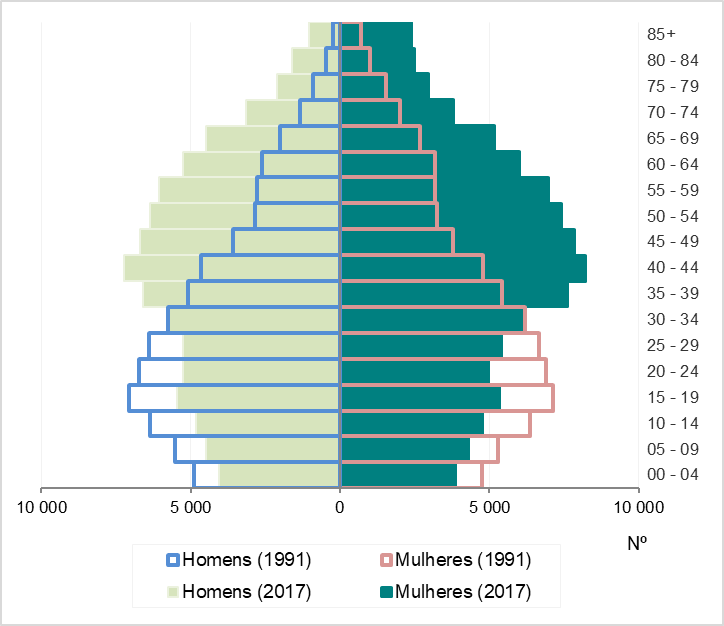 85+
80 - 84
75 - 79
70 - 74
65 - 69
60 - 64
55 - 59
50 - 54
45 - 49
40 - 44
35 - 39
30 - 34
25 - 29
20 - 24
15 - 19
10 - 14
05 - 09
00 - 04
10 000 5 000 0 5 000 10 000
Nº
Homens (1991) Mulheres (1991)
Homens (2017) Mulheres (2017)